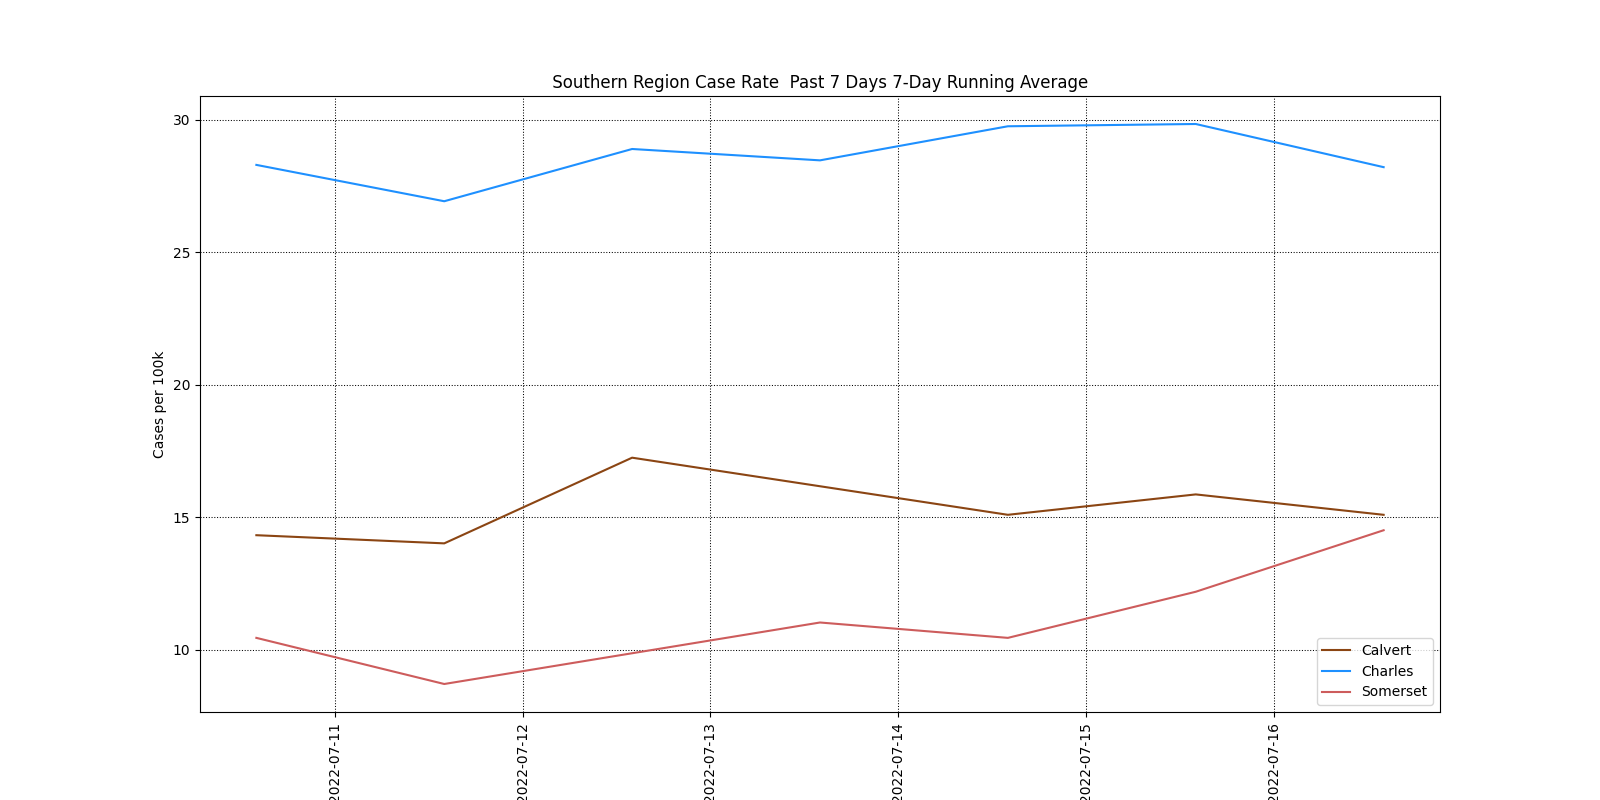 Southern Region Case Rate  Past 7 Days 7-Day Running Average
30
25
20
15
10
Cases per 100k
Calvert
Charles
Somerset
2022-07-11
2022-07-12
2022-07-13
2022-07-14
2022-07-15
2022-07-16